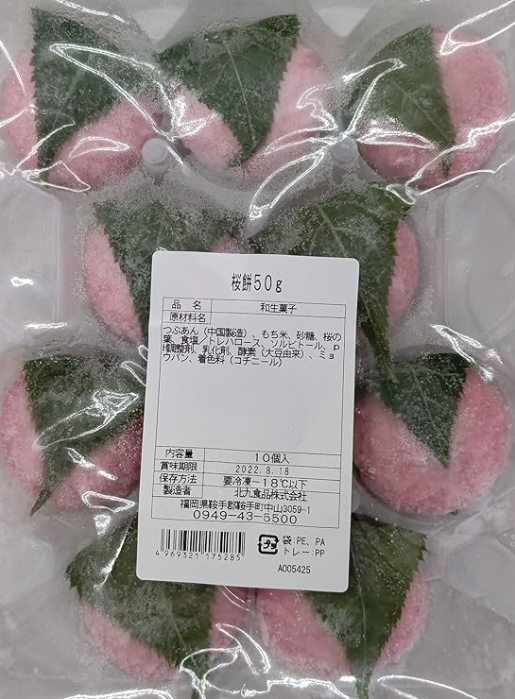 桜餅50g
品名 和生菓子
原材料名
つぶあん（中国製造）、もち米、砂糖、桜の
葉、食塩／トレハロース、ソルビトール、p
H調整剤、乳化剤、酵素（大豆由来）、ミョ
ウバン、着色料（コチニール）
内容量 10個入
賞味期限 2022.8.18
保存方法 要冷凍-18℃以下
製造者 北九食品株式会社
福岡県鞍手郡鞍手町中山3059-1
0949-43-5500
4969321175285
袋:PE、PA
トレー:PP
A005425